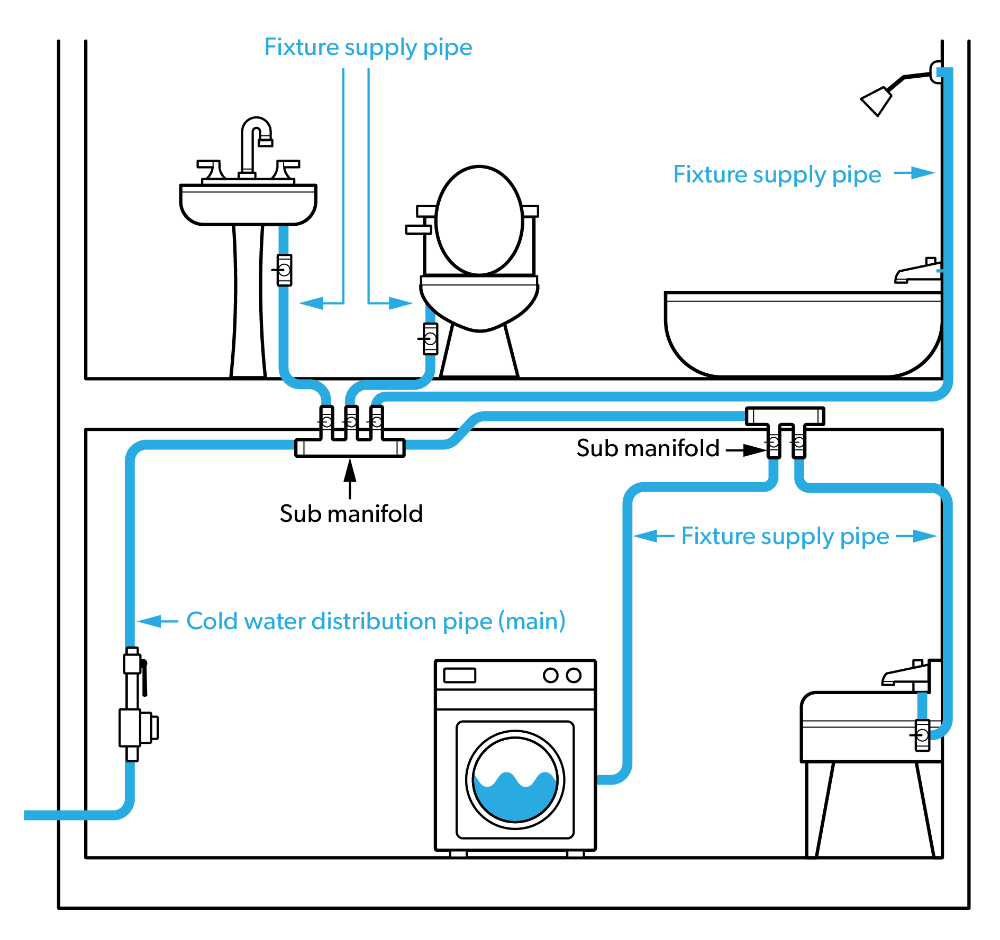 Fixture supply pipe
Fixture supply pipe
Sub manifold
Sub manifold
Fixture supply pipe
Cold water distribution pipe (main)